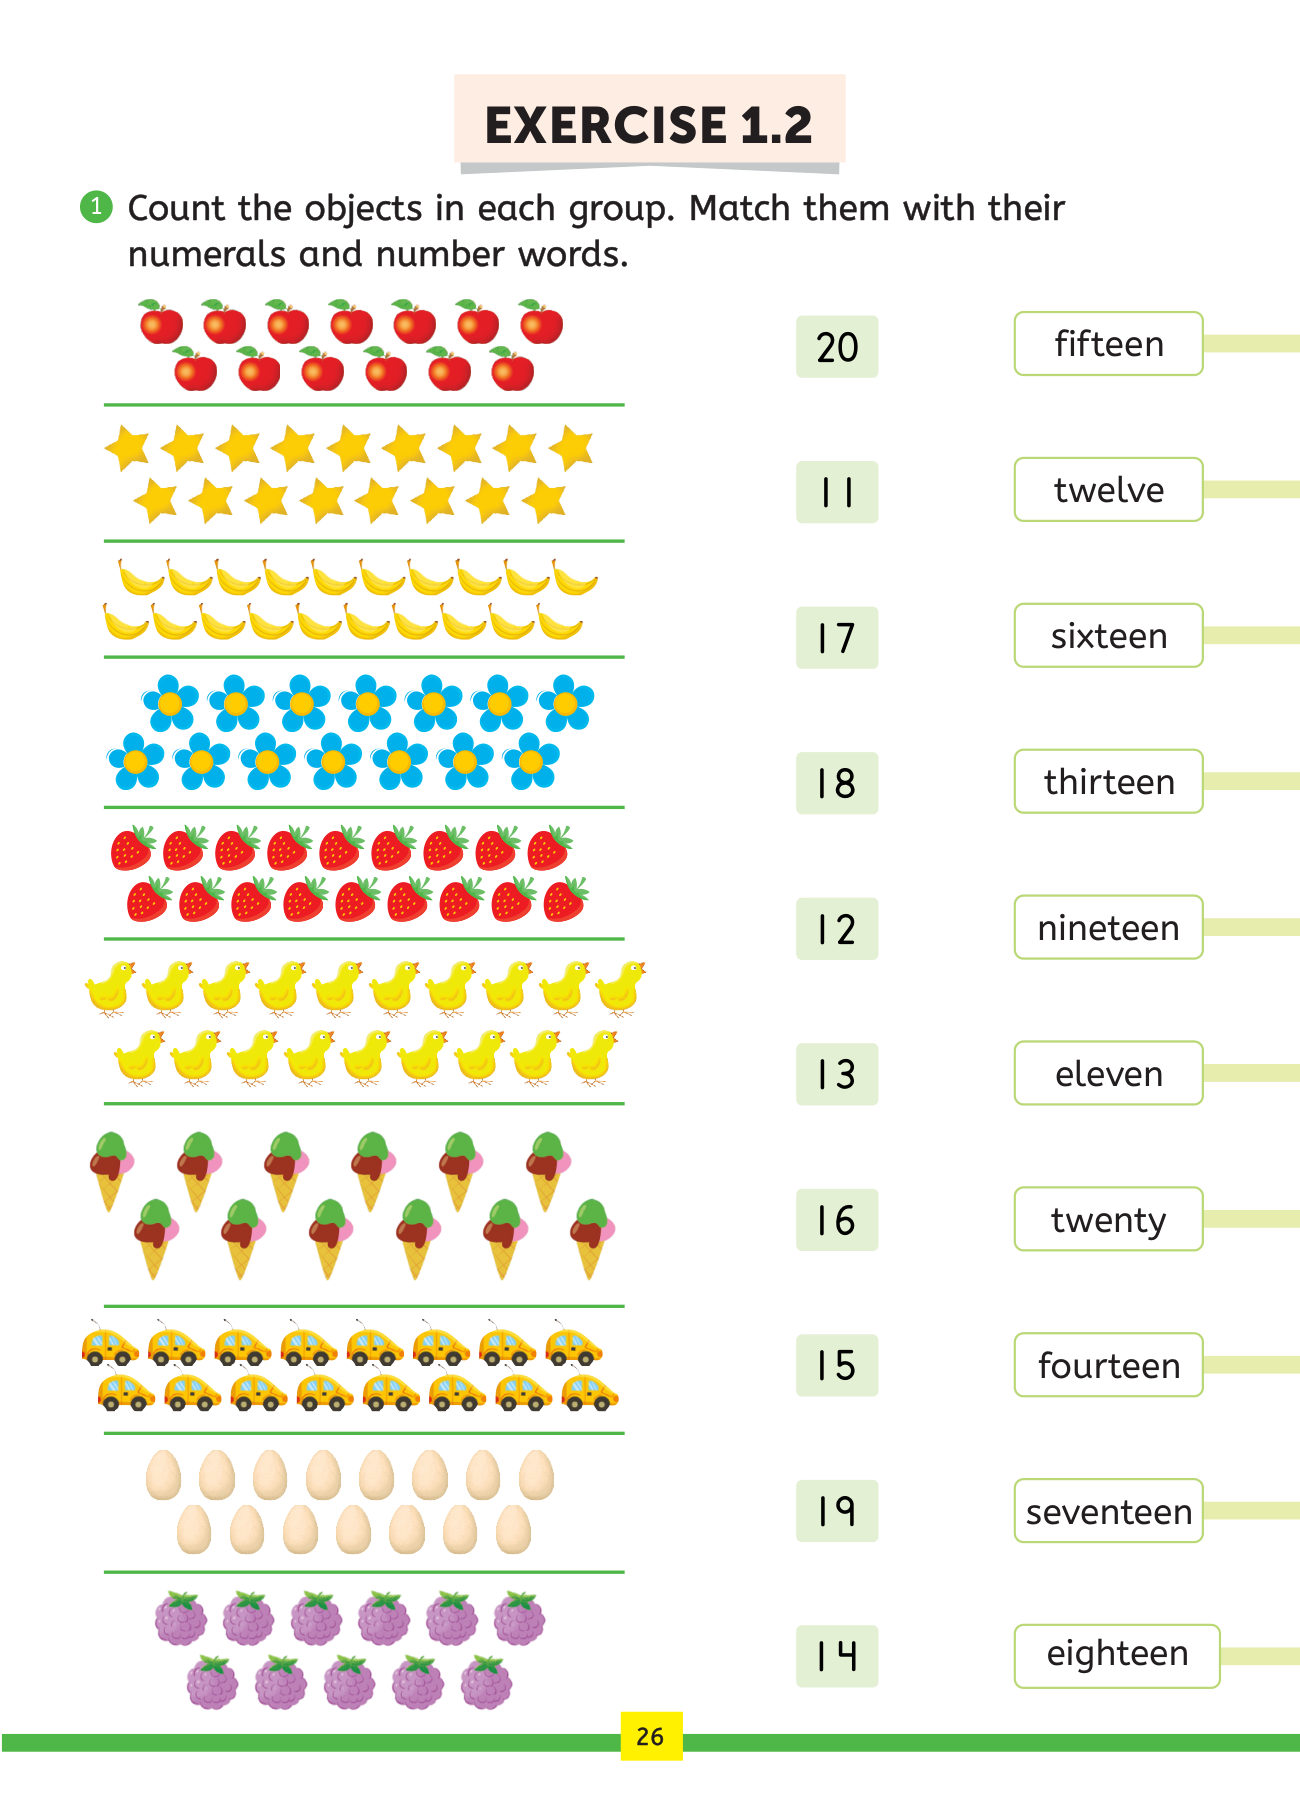 EXERCISE 1.2
1 Count the objects in each group. Match them with their
numerals and number words.
20 fifteen
11 twelve
17 sixteen
18 thirteen
12 nineteen
13 eleven
16 twenty
15 fourteen
19 seventeen
14 eighteen
26